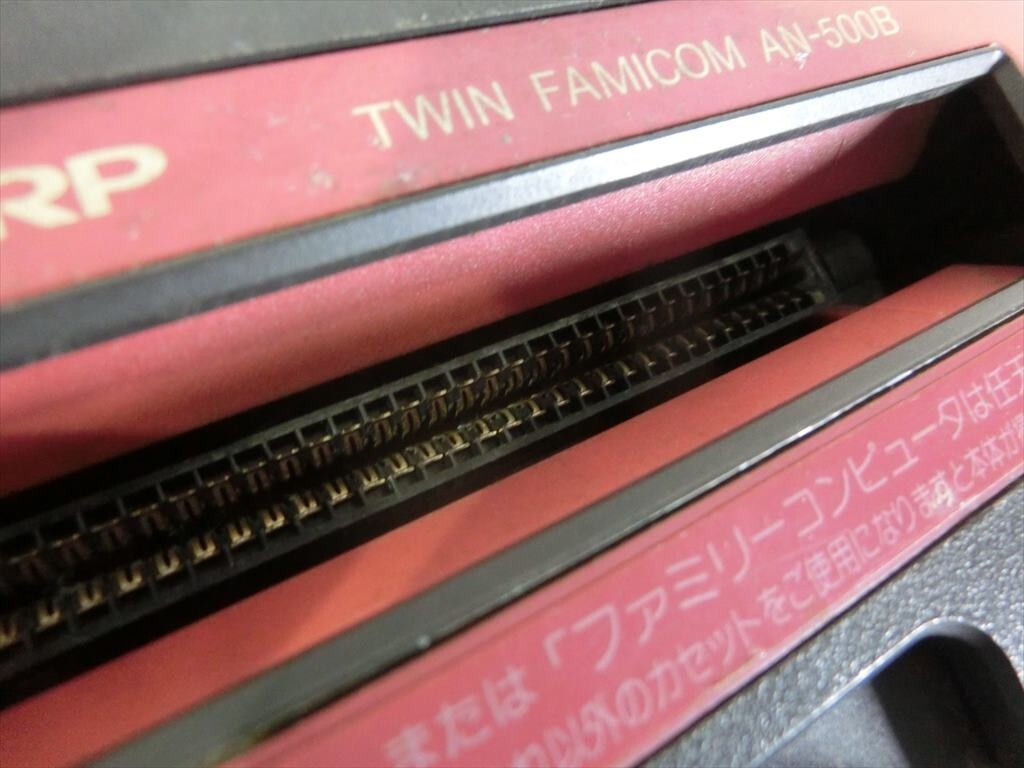 RP TWIN FAMICOM AN-500B
または「ファミリーコンピュータは任天
以外のカセットをご使用になりますと本体が